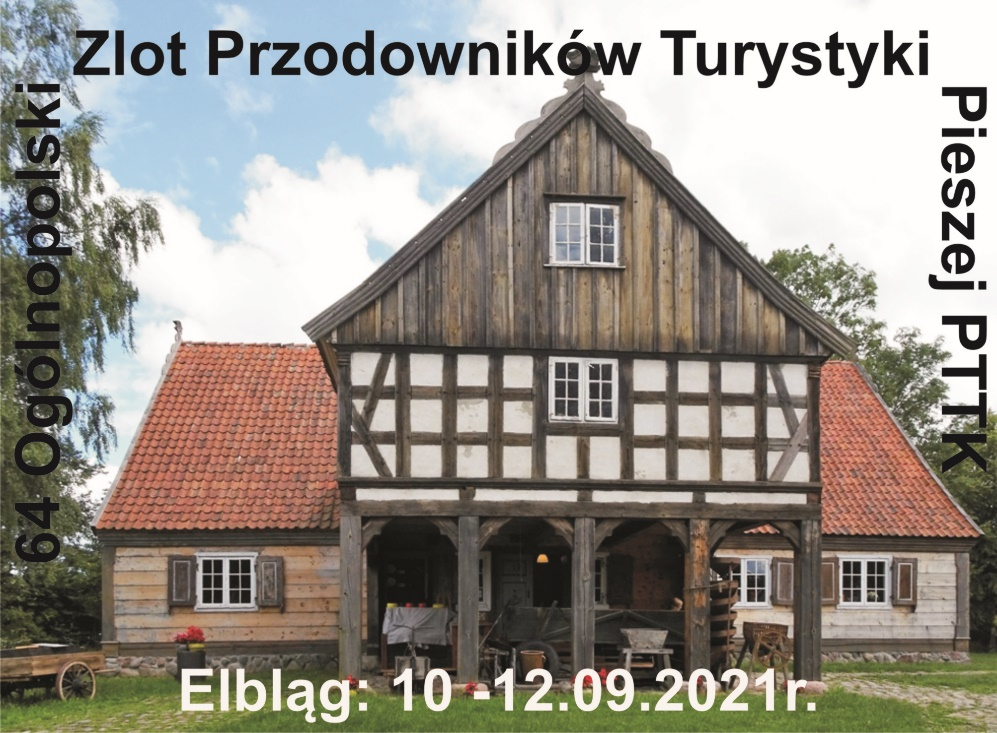 64 Ogólnopolski
Zlot Przodowników Turystyki
Pieszej PTTK
Elbląg: 10 -12.09.2021r.